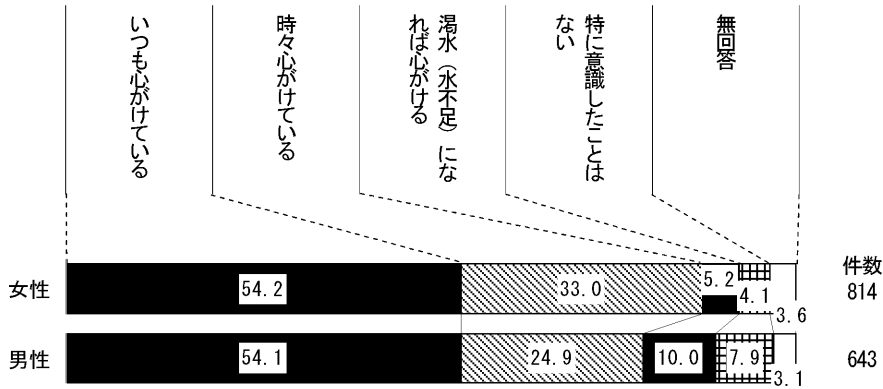 いつも心がけている
時々心がけている
渇水（水不足）にな
れば心がける
特に意識したことは
ない
無回答
件数
女性 54.2 33.0 5.2 4.1 3.6 814
男性 54.1 24.9 10.0 7.9 3.1 643